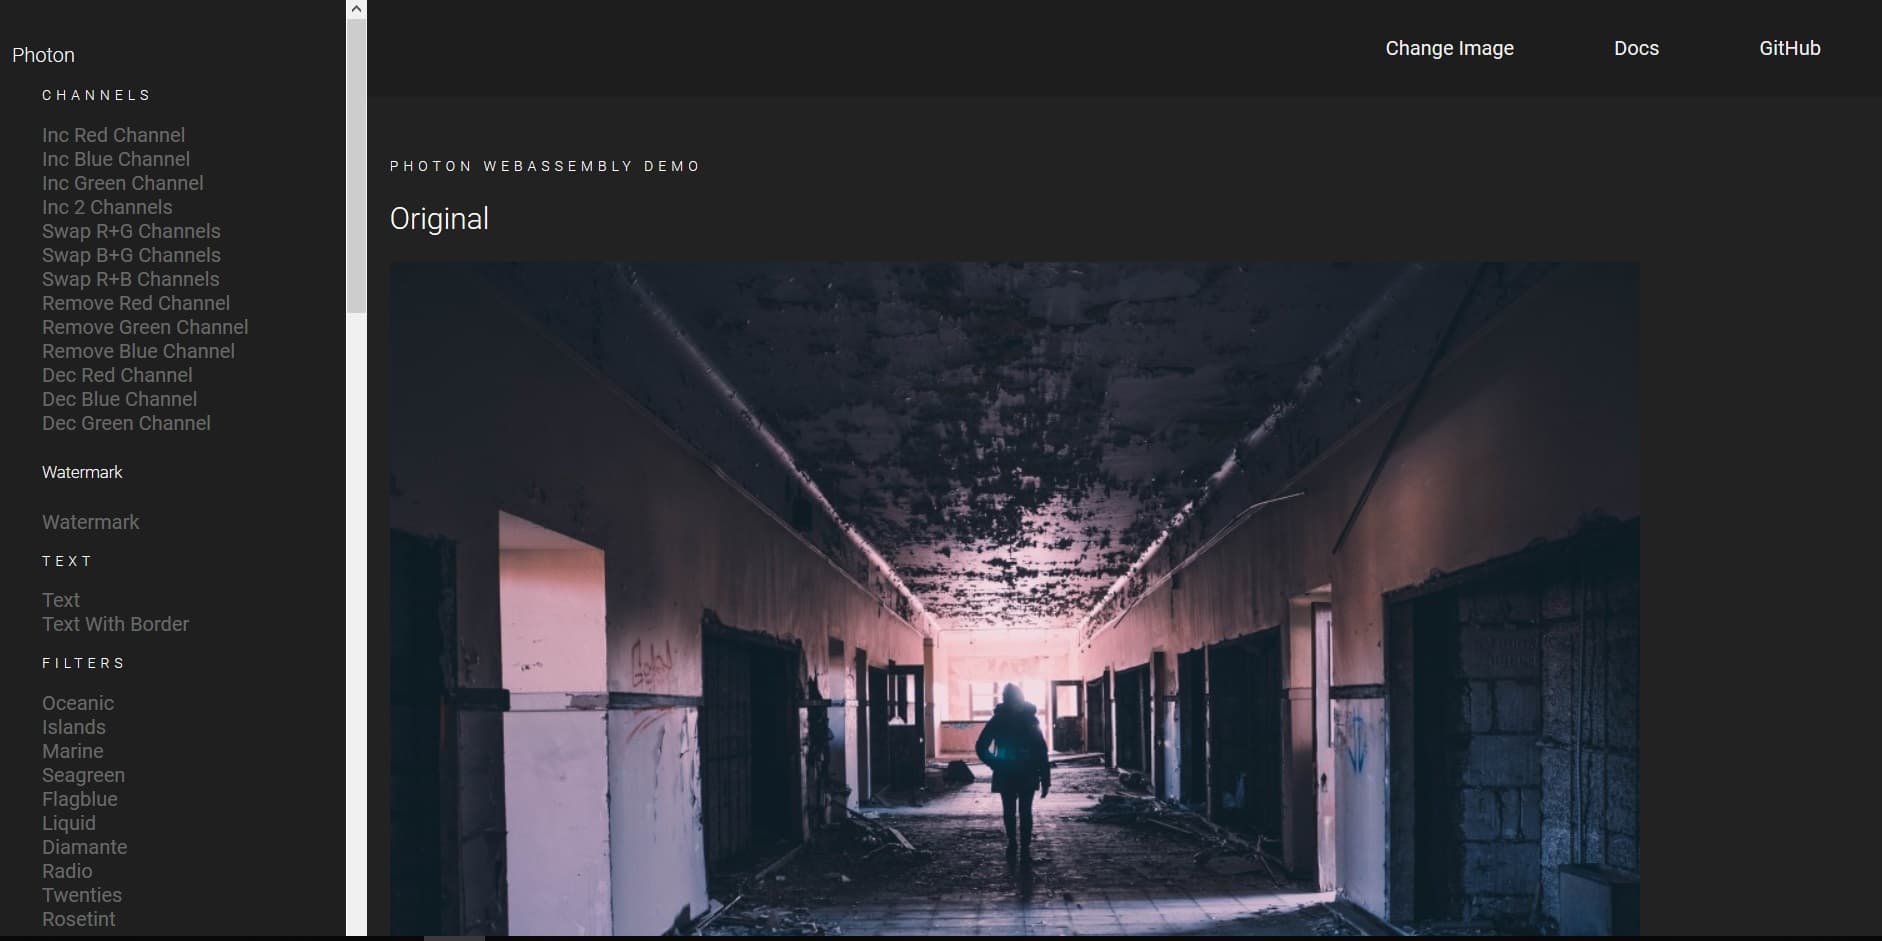 Photon
CHANNELS
Inc Red Channel
Inc Blue Channel
Inc Green Channel
Inc 2 Channels
Swap R+G Channels
Swap B+G Channels
Swap R+B Channels
Remove Red Channel
Remove Green Channel
Remove Blue Channel
Dec Red Channel
Dec Blue Channel
Dec Green Channel
Watermark
Watermark
TEXT
Text
Text With Border
FILTERS
Oceanic
Islands
Marine
Seagreen
Flagblue
Liquid
Diamante
Radio
Twenties
Rosetint
Change Image
Docs
GitHub
PHOTON WEBASSEMBLY DEMO
Original